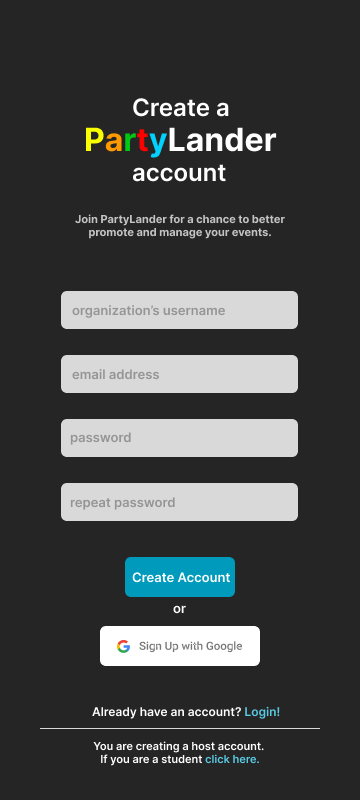 Create a
PartyLander
account
Join PartyLander for a chance to better
promote and manage your events.
organization's username
email address
password
repeat password
Create Account
or
Sign Up with Google
Already have an account? Login!
You are creating a host account.
If you are a student click here.